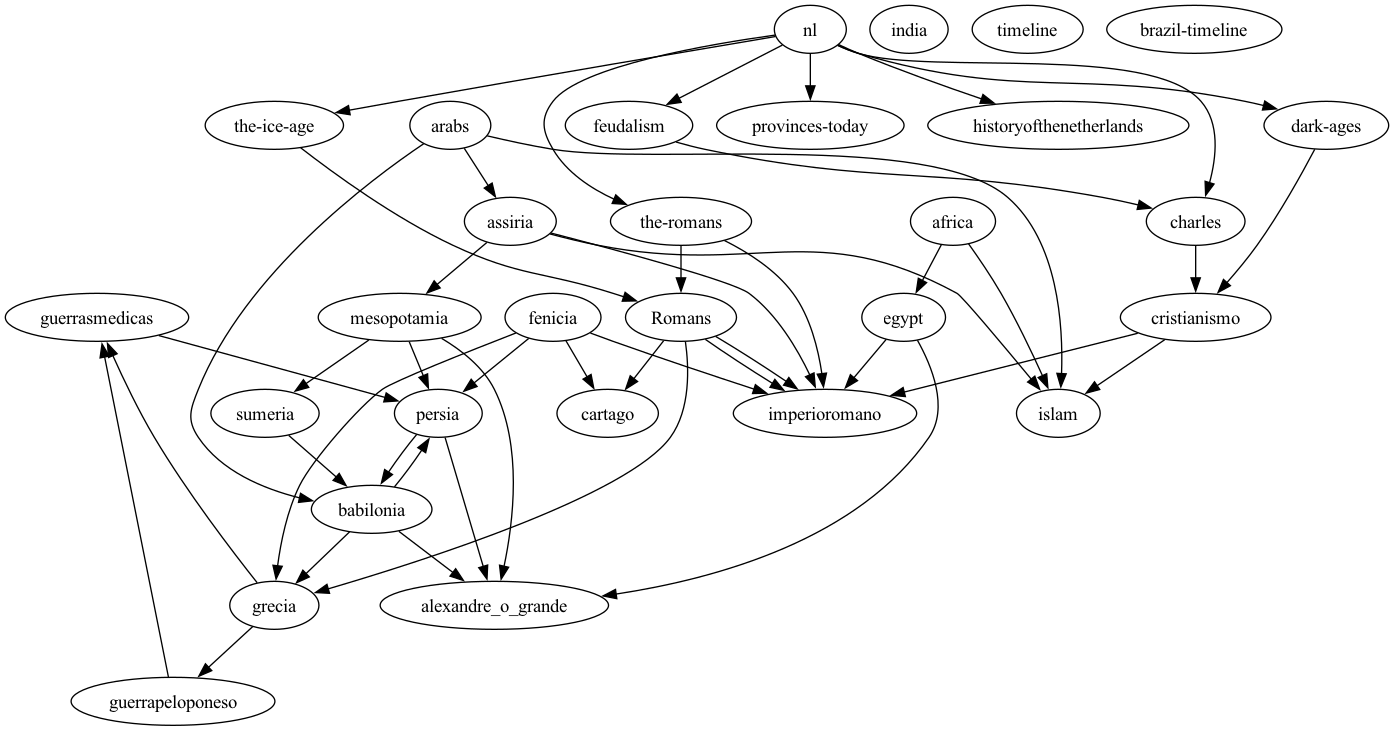 nl
india
timeline
brazil-timeline
the-ice-age
arabs
feudalism
provinces-today
historyofthenetherlands
dark-ages
assiria
the-romans
africa
charles
guerrasmedicas
mesopotamia
fenicia
Romans
egypt
cristianismo
sumeria
persia
cartago
imperioromano
islam
babilonia
grecia
alexandre_o_grande
guerrapeloponeso